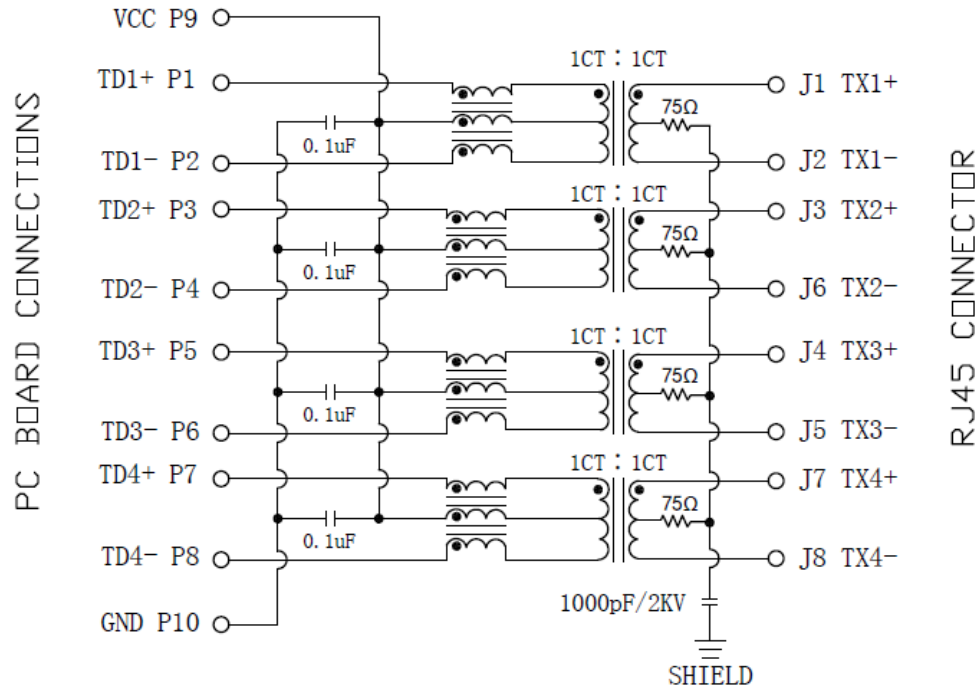 PC BOARD CONNECTIONS
VCC P9
TD1+ P1
0.1uF
TD1- P2
1CT : 1CT
75Ω
J1 TX1+
J2 TX1-
TD2+ P3
0.1uF
TD2- P4
1CT : 1CT
75Ω
J3 TX2+
J6 TX2-
TD3+ P5
0.1uF
TD3- P6
1CT : 1CT
75Ω
J4 TX3+
J5 TX3-
TD4+ P7
0.1uF
TD4- P8
1CT : 1CT
75Ω
J7 TX4+
J8 TX4-
GND P10
1000pF/2KV
SHIELD
RJ45 CONNECTOR